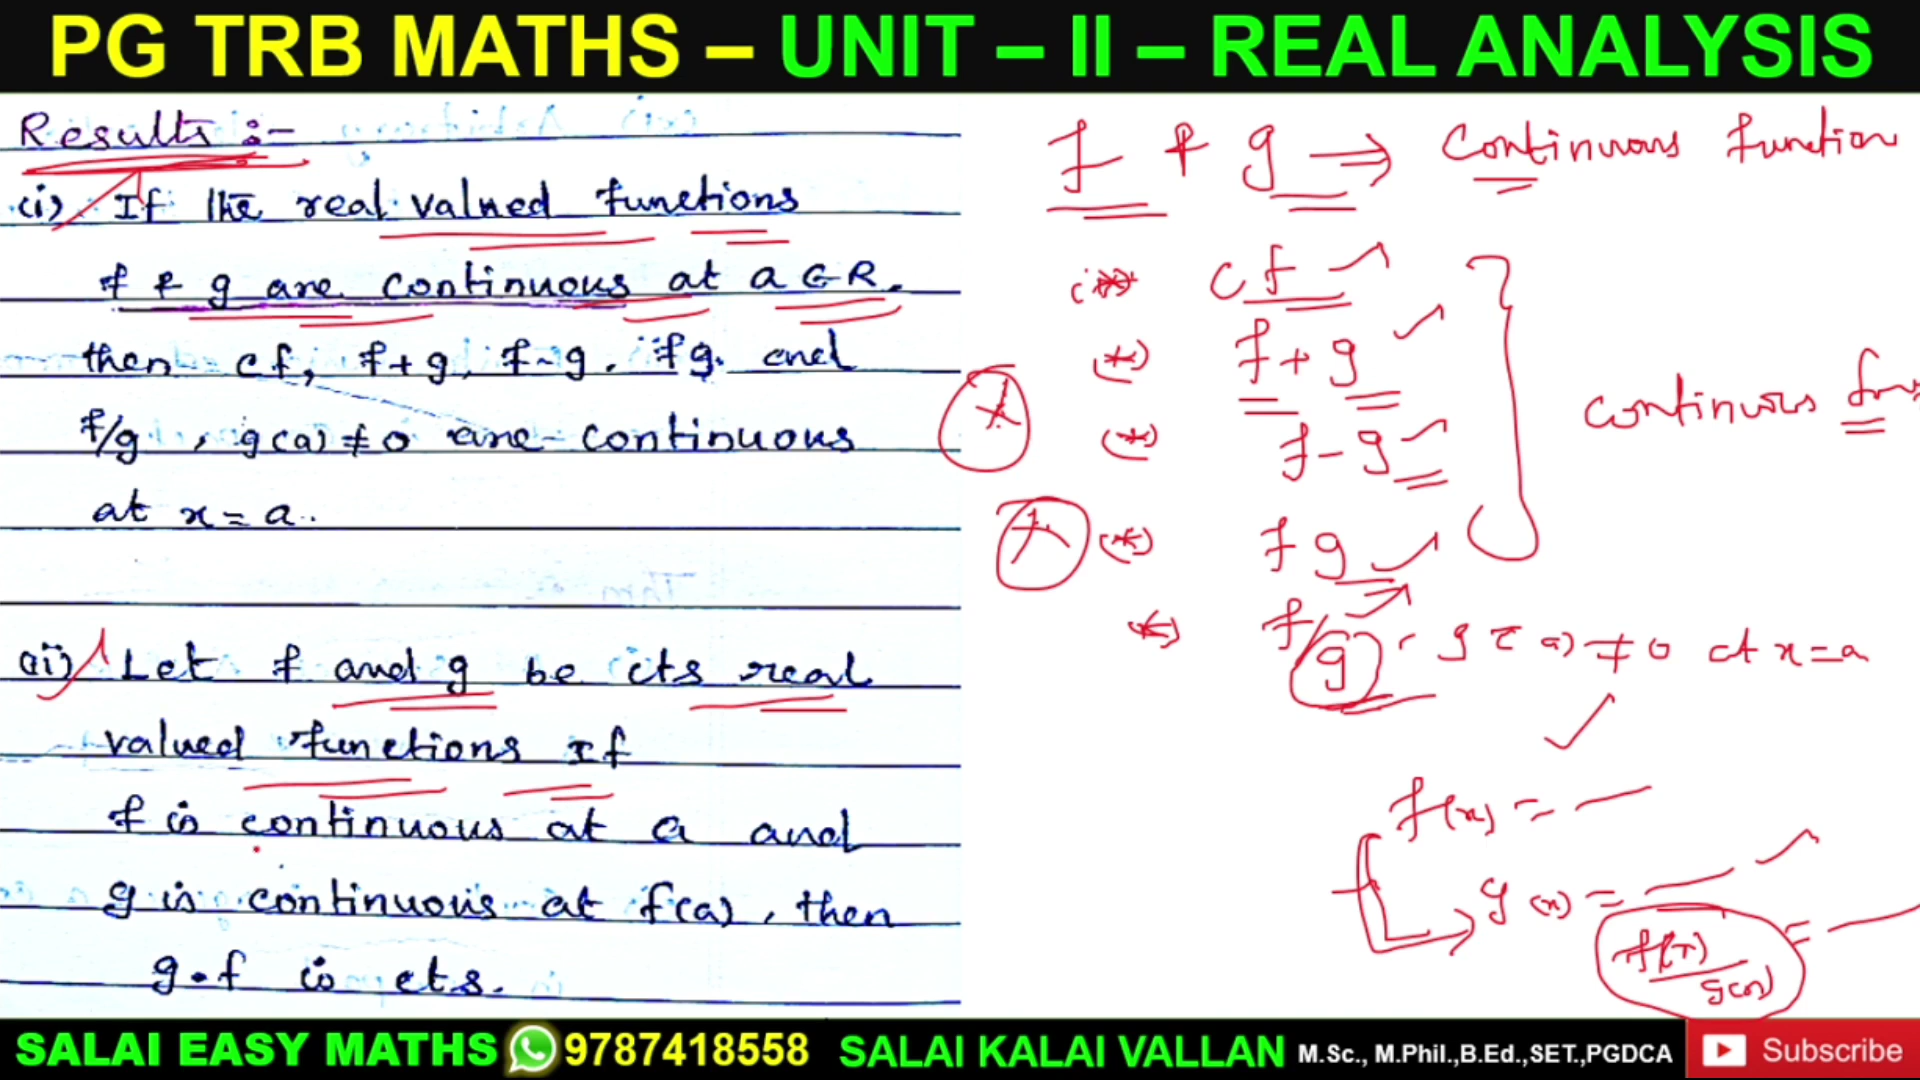 PG TRB MATHS – UNIT – II – REAL ANALYSIS
Results :-
(i) If the real valued functions
f & g are continuous at a ∈ R.
then cf, f+g, f-g, fg. and
f/g, g(a) ≠ 0 are continuous
at x = a.
(ii) Let f and g be cts real
valued functions If
f is continuous at a and
g is continuous at f(a), then
g∘f is cts.
f & g ⇒ Continuous function
cf
(*) f+g
continuous
(*) f-g
(*) fg
(*) f/g, g(a) ≠ 0 at x=a
f(x) =
g(x) =
SALAI EASY MATHS 9787418558 SALAI KALAI VALLAN M.Sc., M.Phil.,B.Ed.,SET.,PGDCA Subscribe